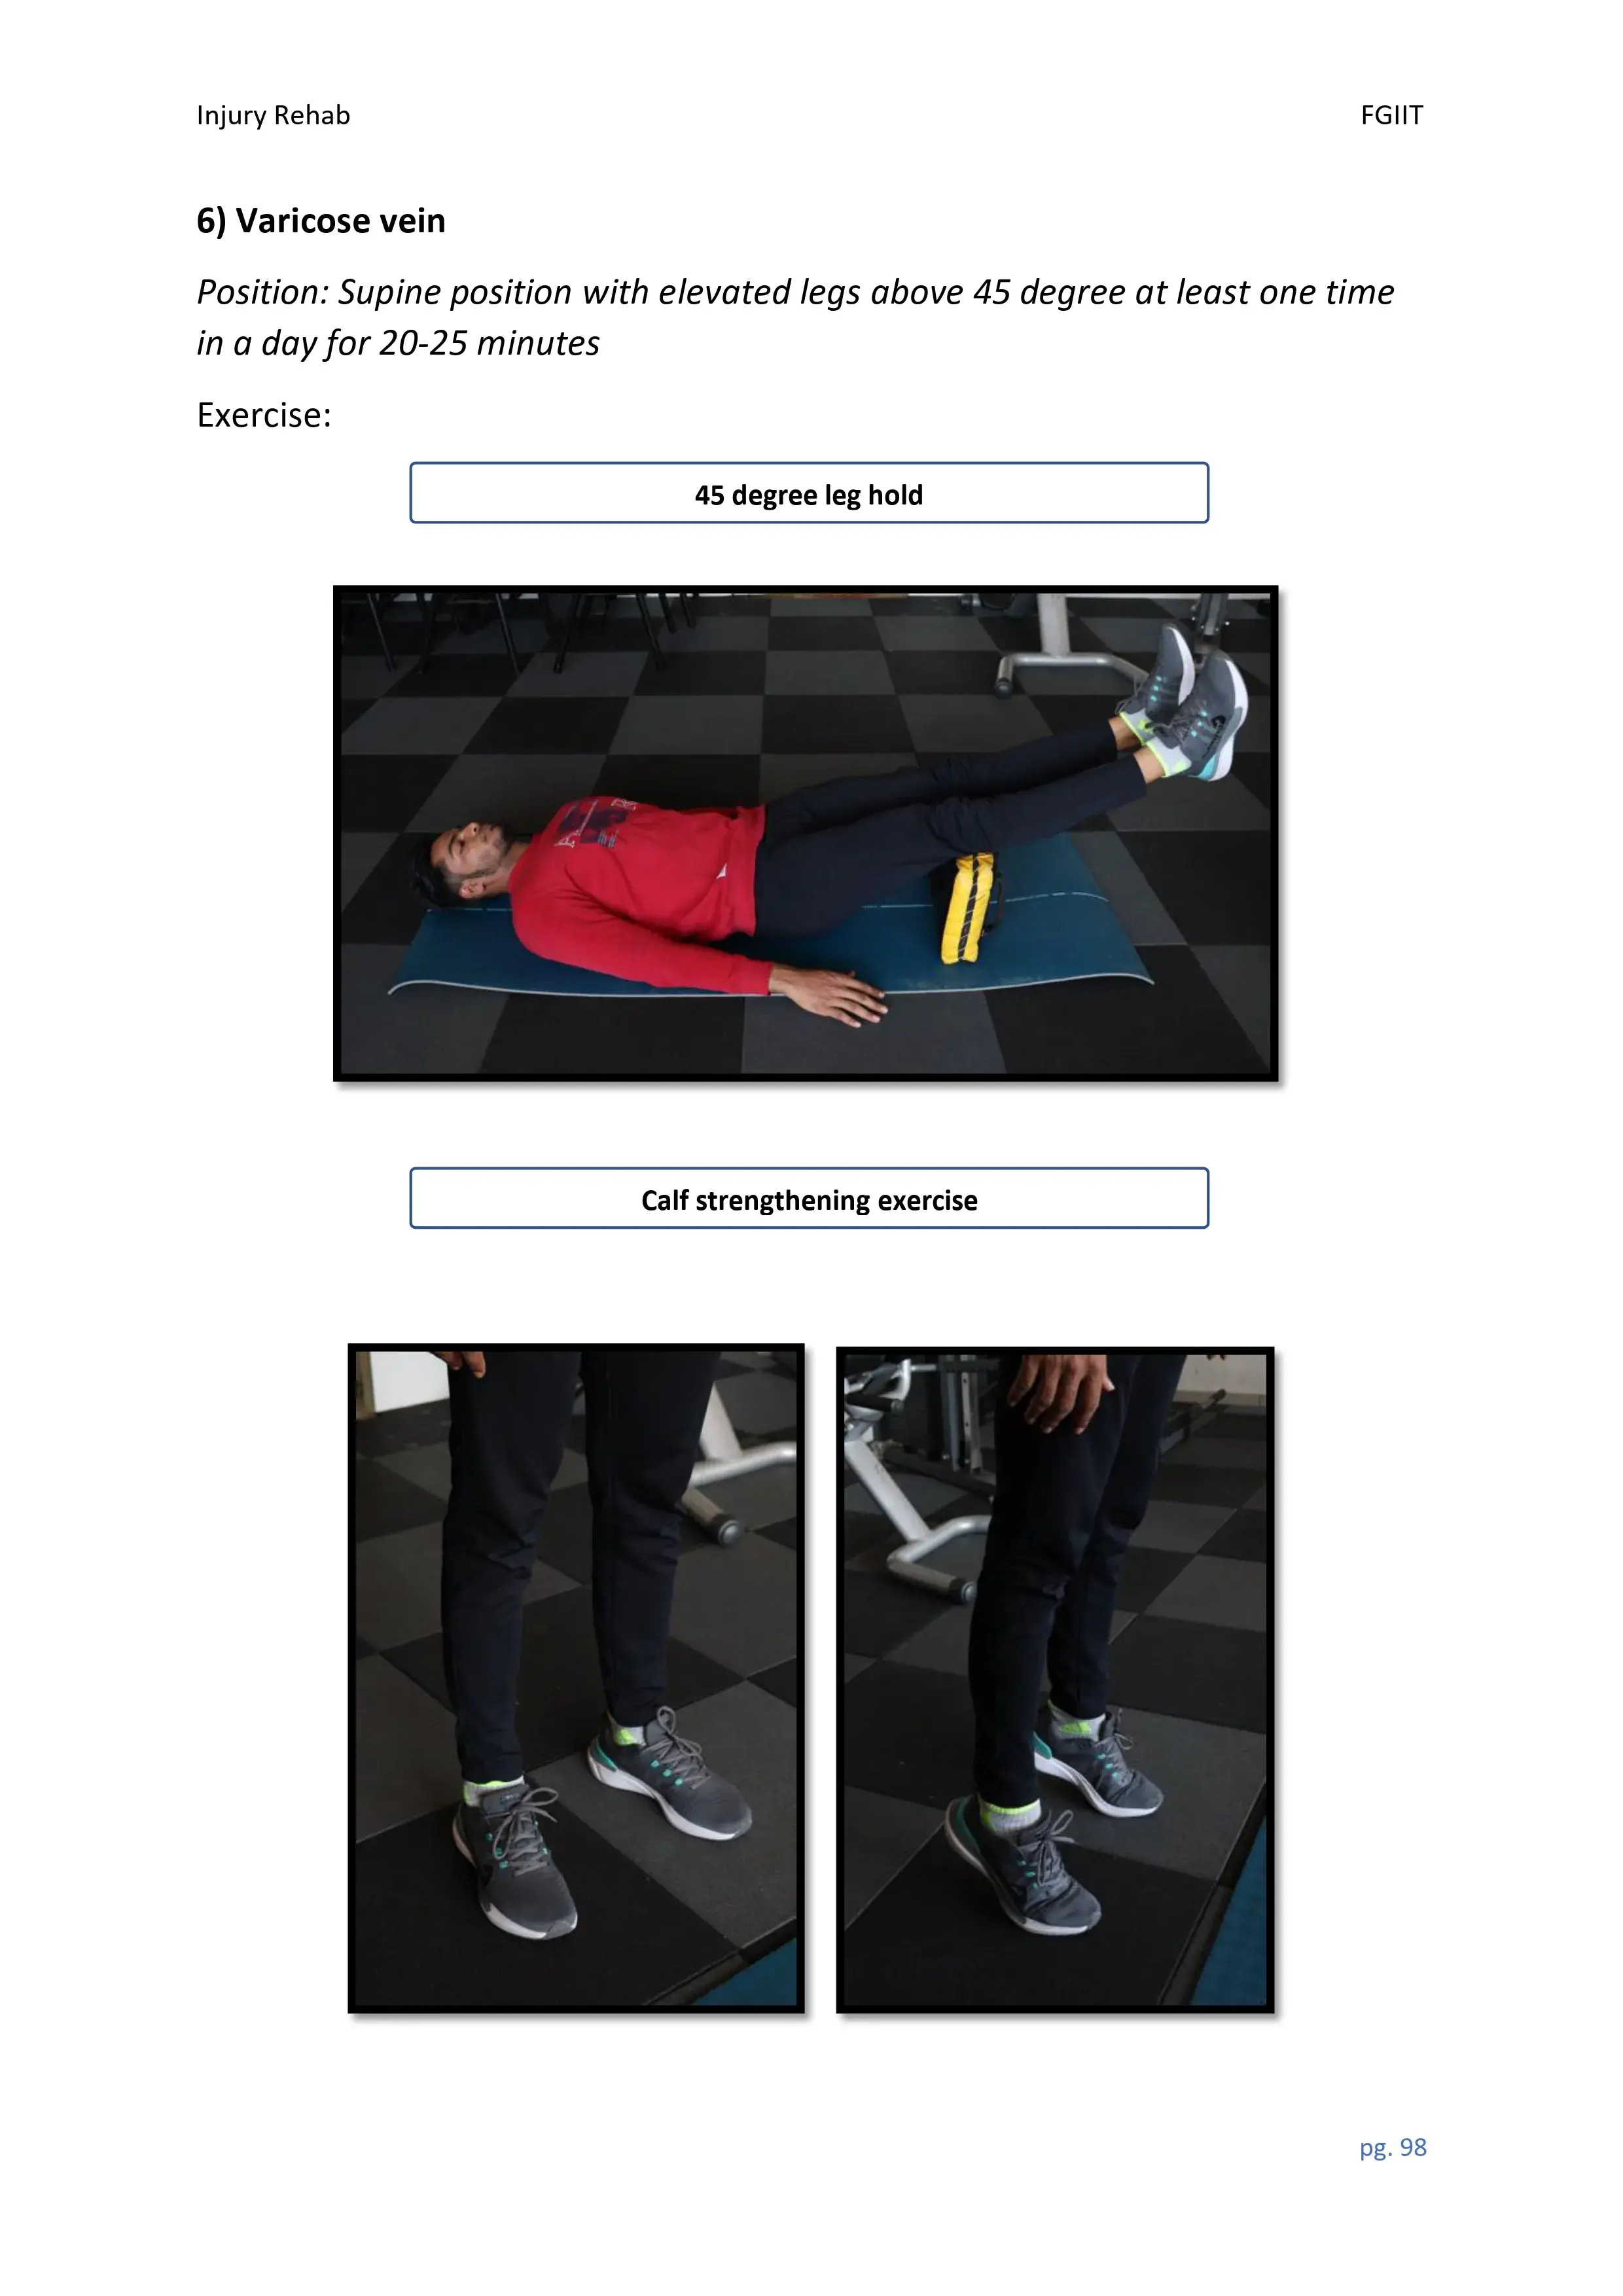 Injury Rehab FGIIT
6) Varicose vein
Position: Supine position with elevated legs above 45 degree at least one time
in a day for 20-25 minutes
Exercise:
45 degree leg hold
Calf strengthening exercise
pg. 98